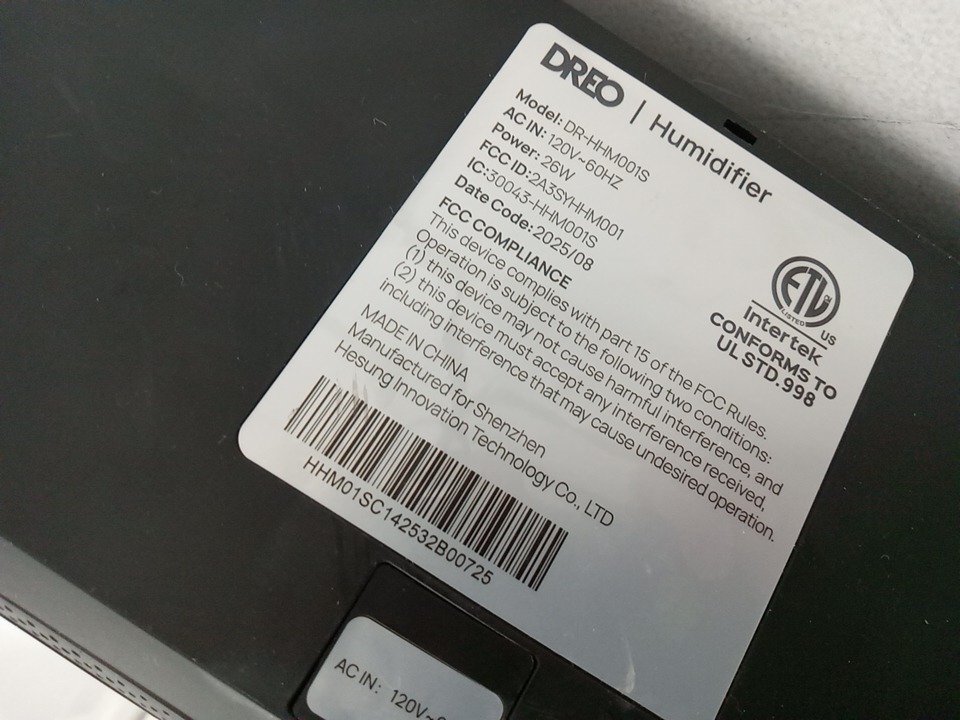 DREO | Humidifier
Model: DR-HHM001S
AC IN: 120V~60HZ
Power: 26W
FCC ID:2A3SYHHM001
IC:30043-HHM001S
Date Code: 2025/08
FCC COMPLIANCE
This device complies with part 15 of the FCC Rules.
Operation is subject to the following two conditions:
(1) this device may not cause harmful interference, and
(2) this device must accept any interference received,
including interference that may cause undesired operation.
MADE IN CHINA
Manufactured for Shenzhen
Hesung Innovation Technology Co., LTD
HHM01SC142532B00725
ETL
LISTED
US
Intertek
CONFORMS TO
UL STD.998
AC IN: 120V~